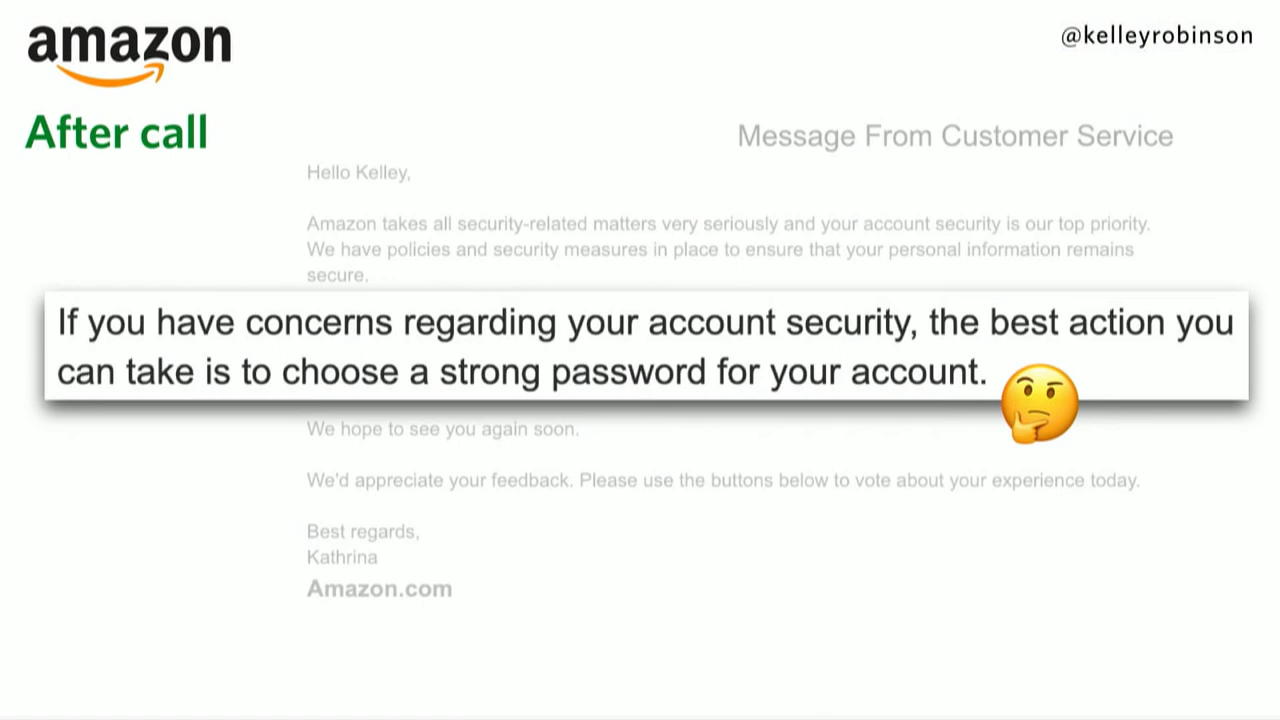 amazon
@kelleyrobinson
After call
Message From Customer Service
Hello Kelley,
Amazon takes all security-related matters very seriously and your account security is our top priority.
We have policies and security measures in place to ensure that your personal information remains
secure.
If you have concerns regarding your account security, the best action you
can take is to choose a strong password for your account.
We hope to see you again soon.
We'd appreciate your feedback. Please use the buttons below to vote about your experience today.
Best regards,
Kathrina
Amazon.com